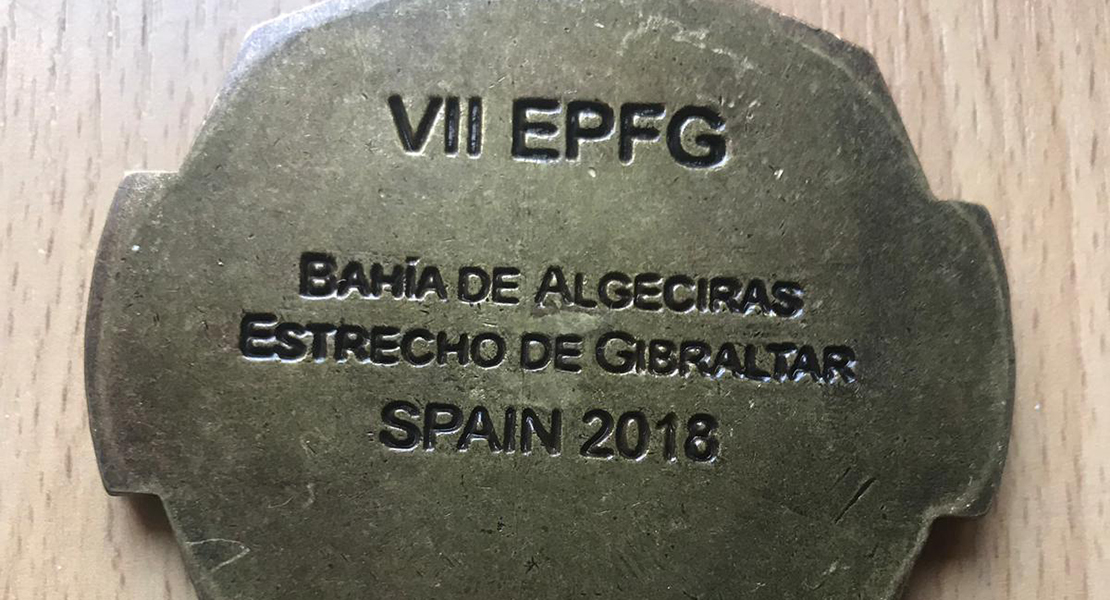 VII EPFG
BAHÍA DE ALGECIRAS
ESTRECHO DE GIBRALTAR
SPAIN 2018